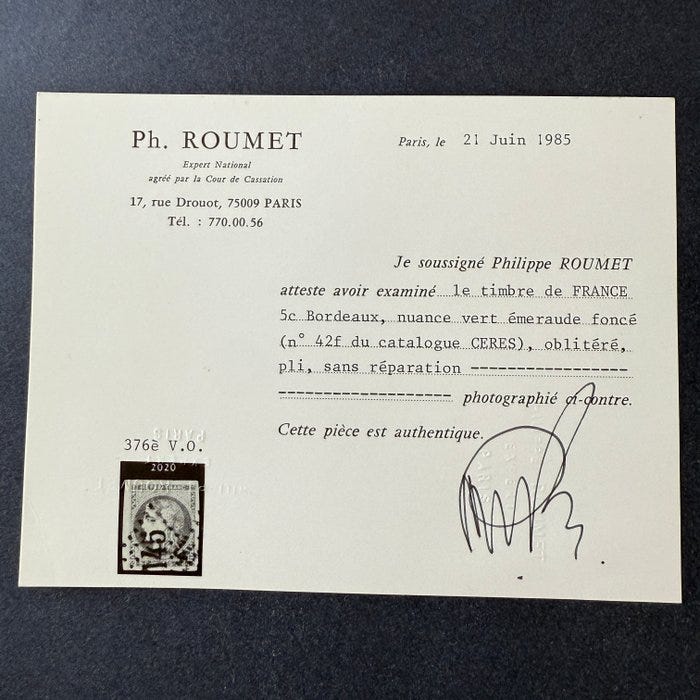 Ph. ROUMET
Expert National
agréé par la Cour de Cassation
17, rue Drouot, 75009 PARIS
Tél. : 770.00.56
Paris, le 21 Juin 1985
Je soussigné Philippe ROUMET
atteste avoir examiné le timbre de FRANCE
5c Bordeaux, nuance vert émeraude foncé
(n° 42f du catalogue CERES), oblitéré,
pli, sans réparation -----------------
------------------- photographié ci-contre.
Cette pièce est authentique.
376è V.O.
2020
145